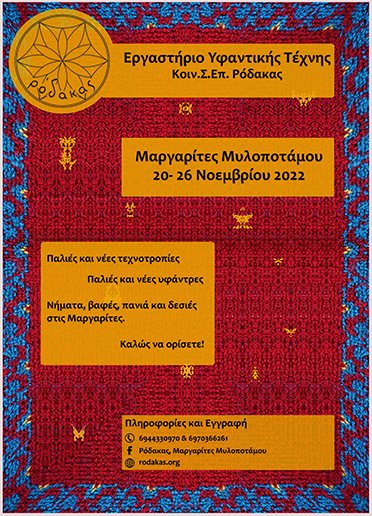 ρόδακας
Εργαστήριο Υφαντικής Τέχνης
Κοιν.Σ.Επ. Ρόδακας
Μαργαρίτες Μυλοποτάμου
20- 26 Νοεμβρίου 2022
Παλιές και νέες τεχνοτροπίες
Παλιές και νέες υφάντρες
Νήματα, βαφές, πανιά και δεσιές
στις Μαργαρίτες.
Καλώς να ορίσετε!
Πληροφορίες και Εγγραφή
6944330970 & 6970366261
Ρόδακας, Μαργαρίτες Μυλοποτάμου
rodakas.org